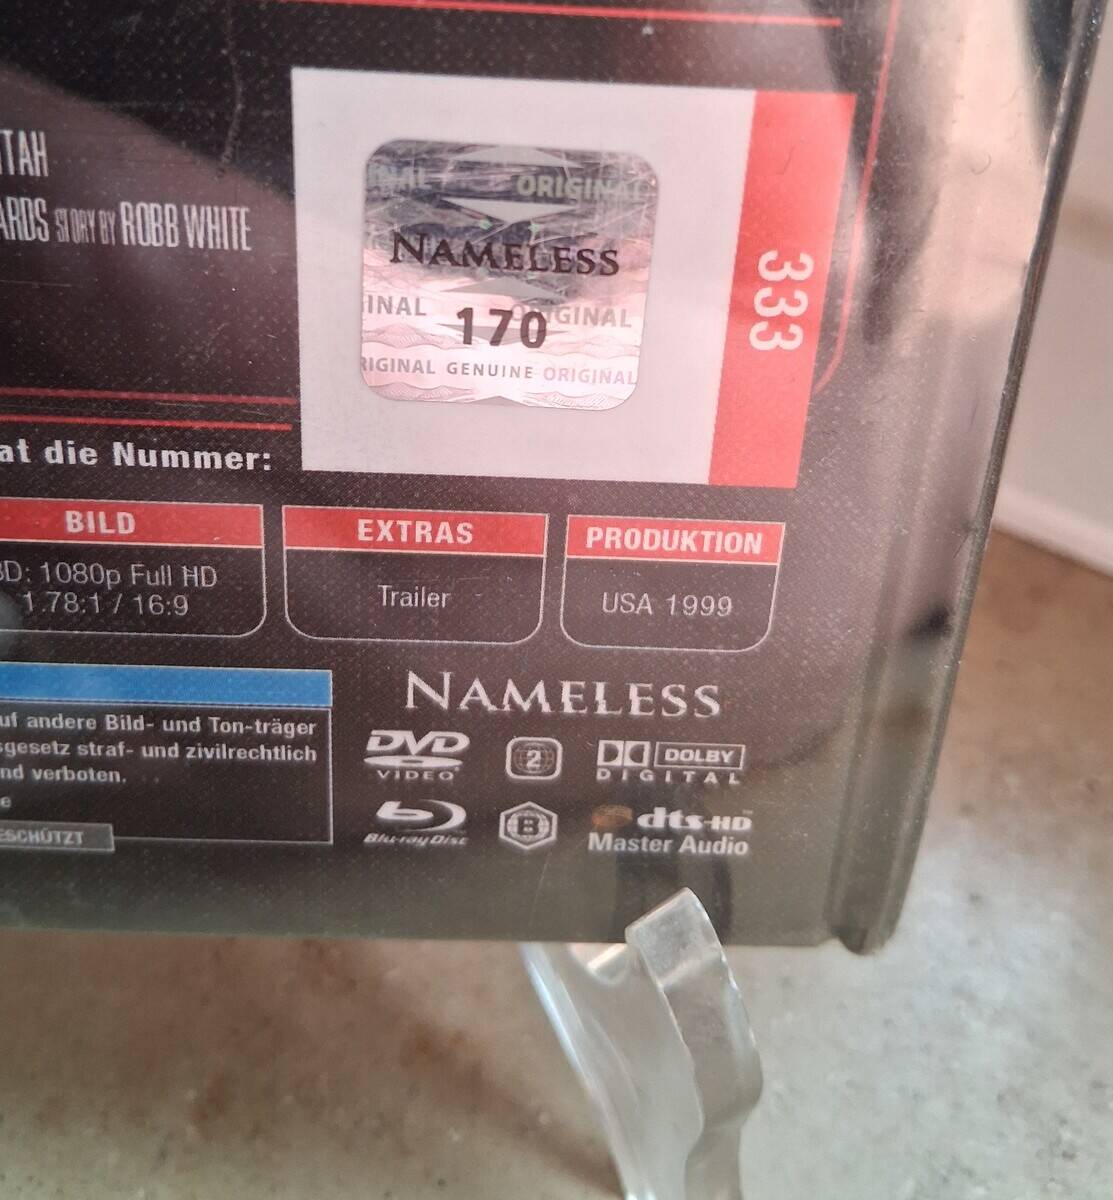 TAH
ARDS STORY BY ROBB WHITE
INAL ORIGINAL
NAMELESS
INAL ORIGINAL
170
RIGINAL GENUINE ORIGINAL
333
at die Nummer:
BILD
BD: 1080p Full HD
1.78:1 / 16:9
EXTRAS
Trailer
PRODUKTION
USA 1999
uf andere Bild- und Ton-träger
sgesetz straf- und zivilrechtlich
nd verboten.
e
ESCHÜTZT
NAMELESS
DVD VIDEO
2
DOLBY DIGITAL
Blu-ray Disc
B
dts-HD
Master Audio